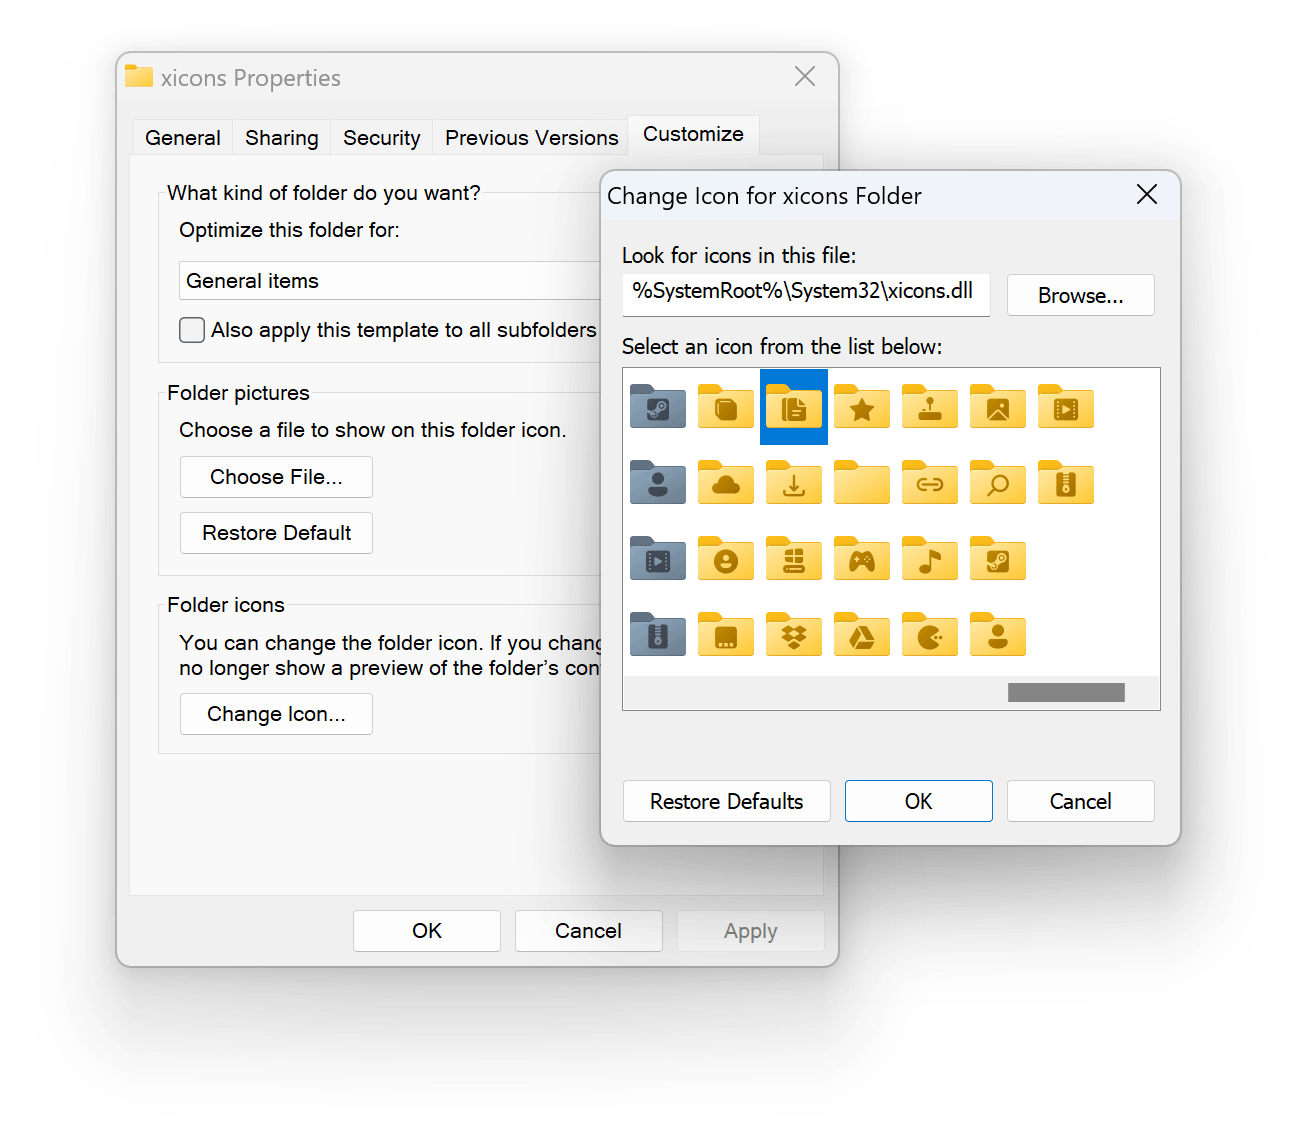 xicons Properties
General
Sharing
Security
Previous Versions
Customize
What kind of folder do you want?
Optimize this folder for:
General items
Also apply this template to all subfolders
Folder pictures
Choose a file to show on this folder icon.
Choose File...
Restore Default
Folder icons
You can change the folder icon. If you chang
no longer show a preview of the folder’s con
Change Icon...
OK
Cancel
Apply
Change Icon for xicons Folder
Look for icons in this file:
%SystemRoot%\System32\xicons.dll
Browse...
Select an icon from the list below:
Restore Defaults
OK
Cancel